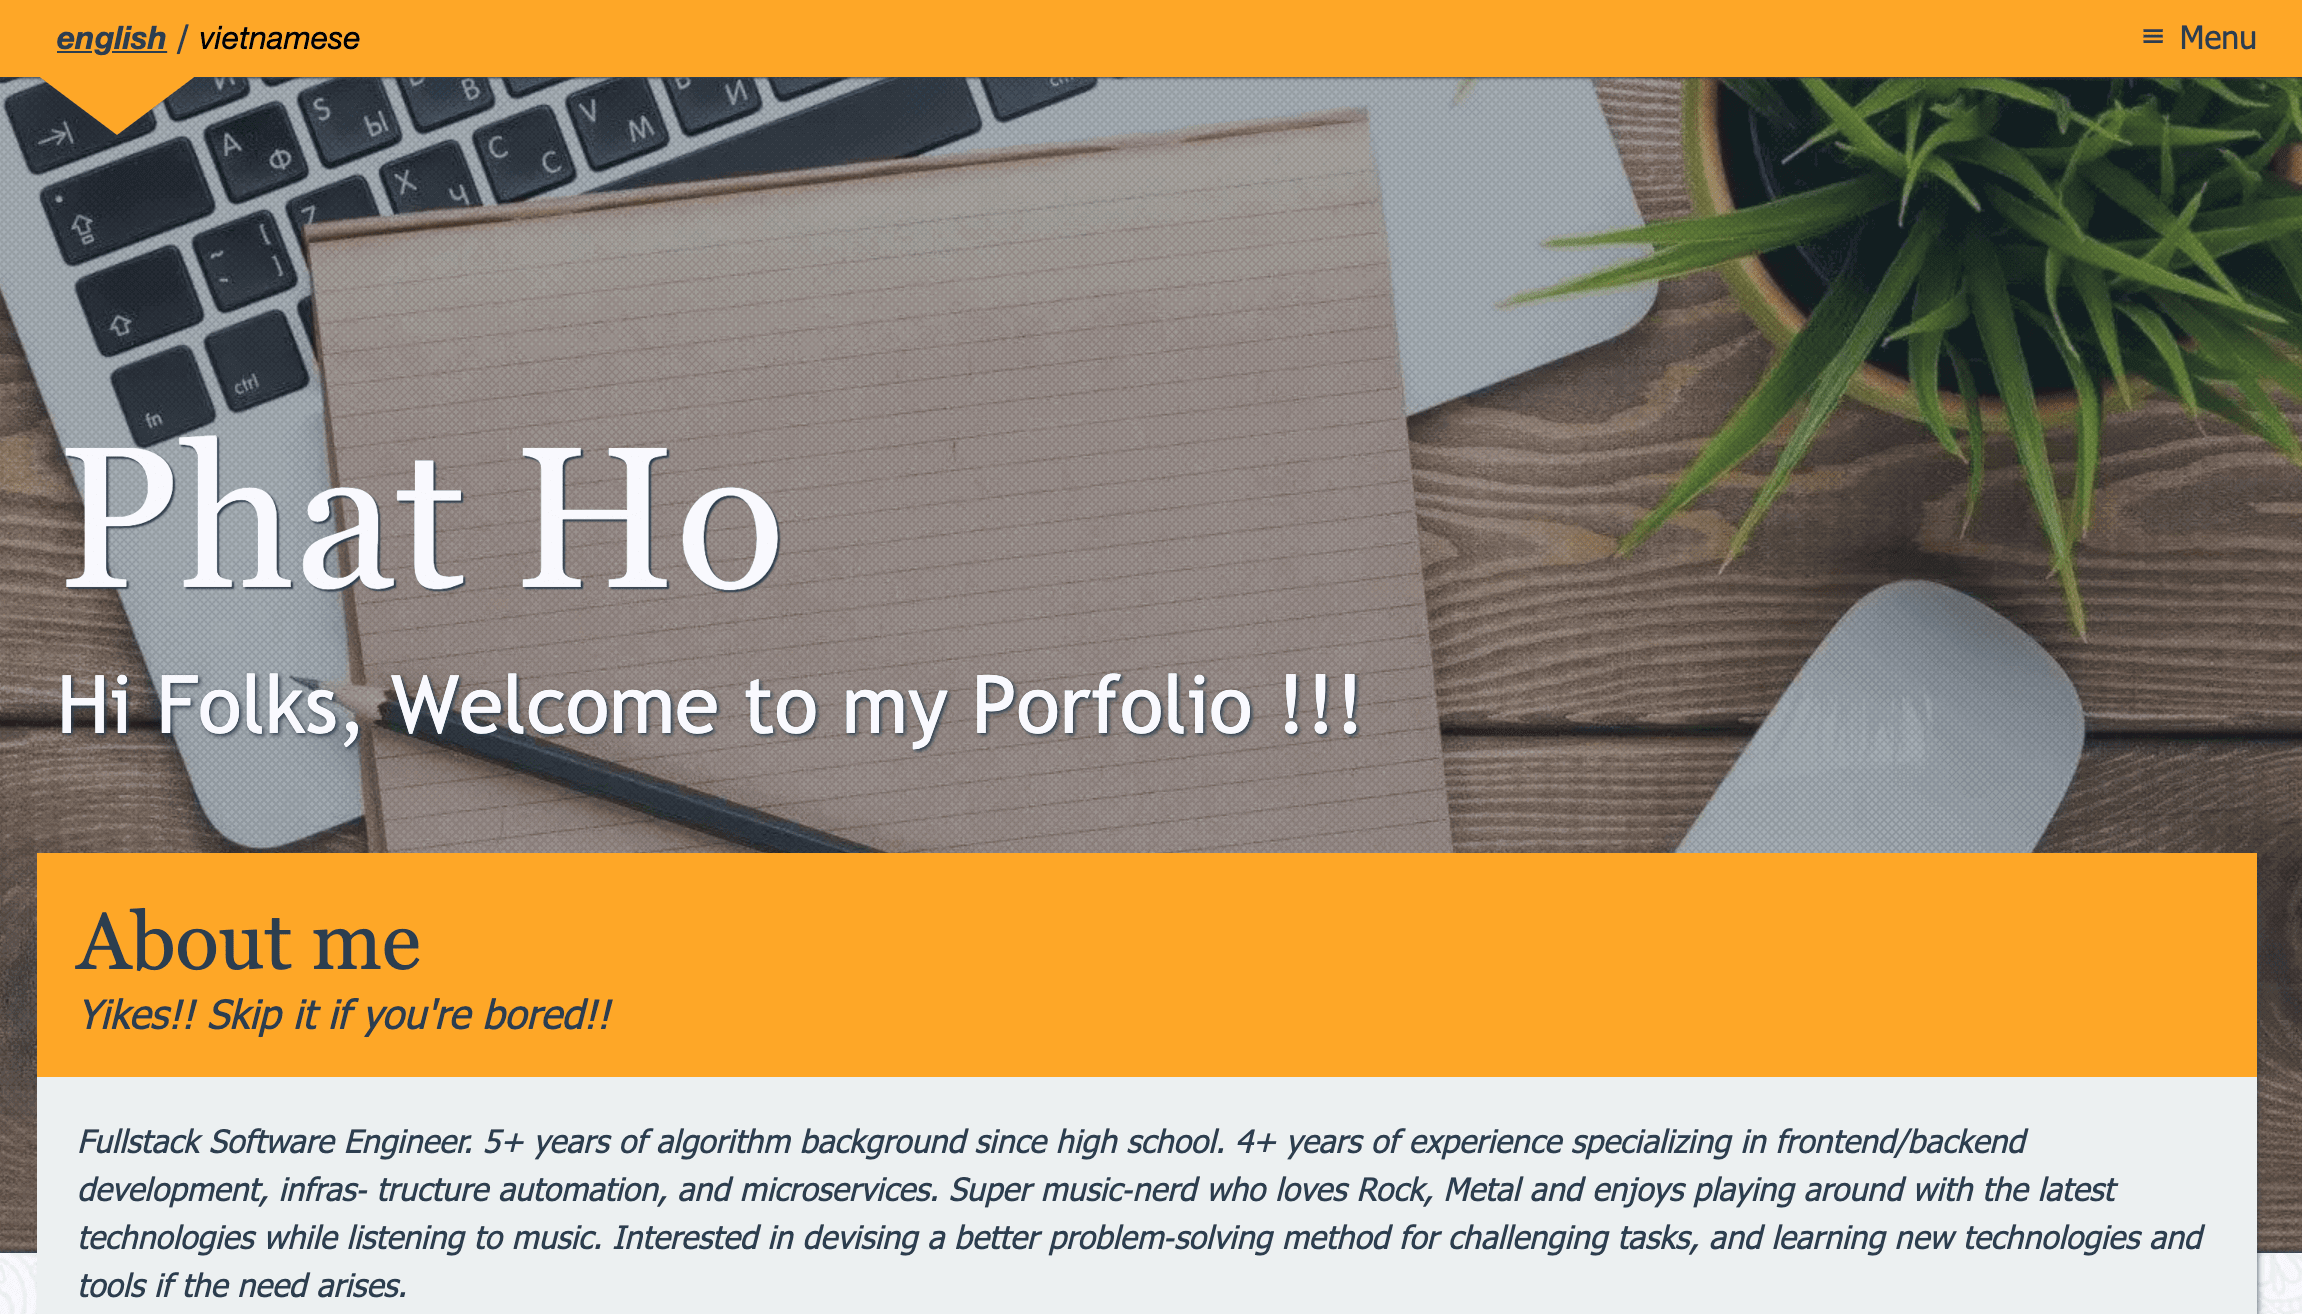 english / vietnamese
Menu
S
Ы
В
И
А
Ф
Х
Ч
С
С
V
М
Z
ctrl
fn
Phat Ho
Hi Folks, Welcome to my Porfolio !!!
About me
Yikes!! Skip it if you're bored!!
Fullstack Software Engineer. 5+ years of algorithm background since high school. 4+ years of experience specializing in frontend/backend
development, infras- tructure automation, and microservices. Super music-nerd who loves Rock, Metal and enjoys playing around with the latest
technologies while listening to music. Interested in devising a better problem-solving method for challenging tasks, and learning new technologies and
tools if the need arises.